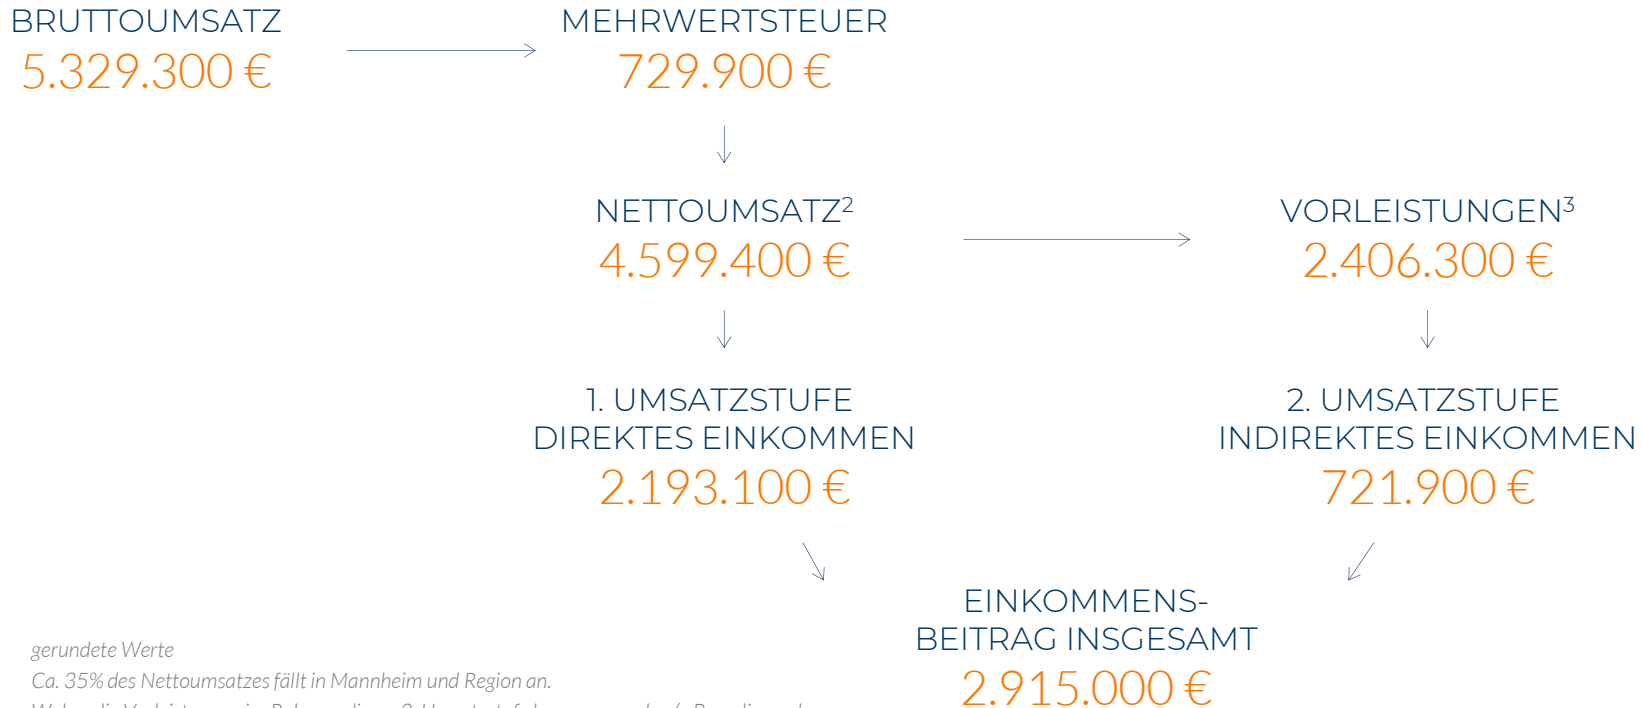 BRUTTOUMSATZ
5.329.300 €
MEHRWERTSTEUER
729.900 €
NETTOUMSATZ²
4.599.400 €
VORLEISTUNGEN³
2.406.300 €
1. UMSATZSTUFE
DIREKTES EINKOMMEN
2.193.100 €
2. UMSATZSTUFE
INDIREKTES EINKOMMEN
721.900 €
EINKOMMENS-
BEITRAG INSGESAMT
2.915.000 €
gerundete Werte
Ca. 35% des Nettoumsatzes fällt in Mannheim und Region an.